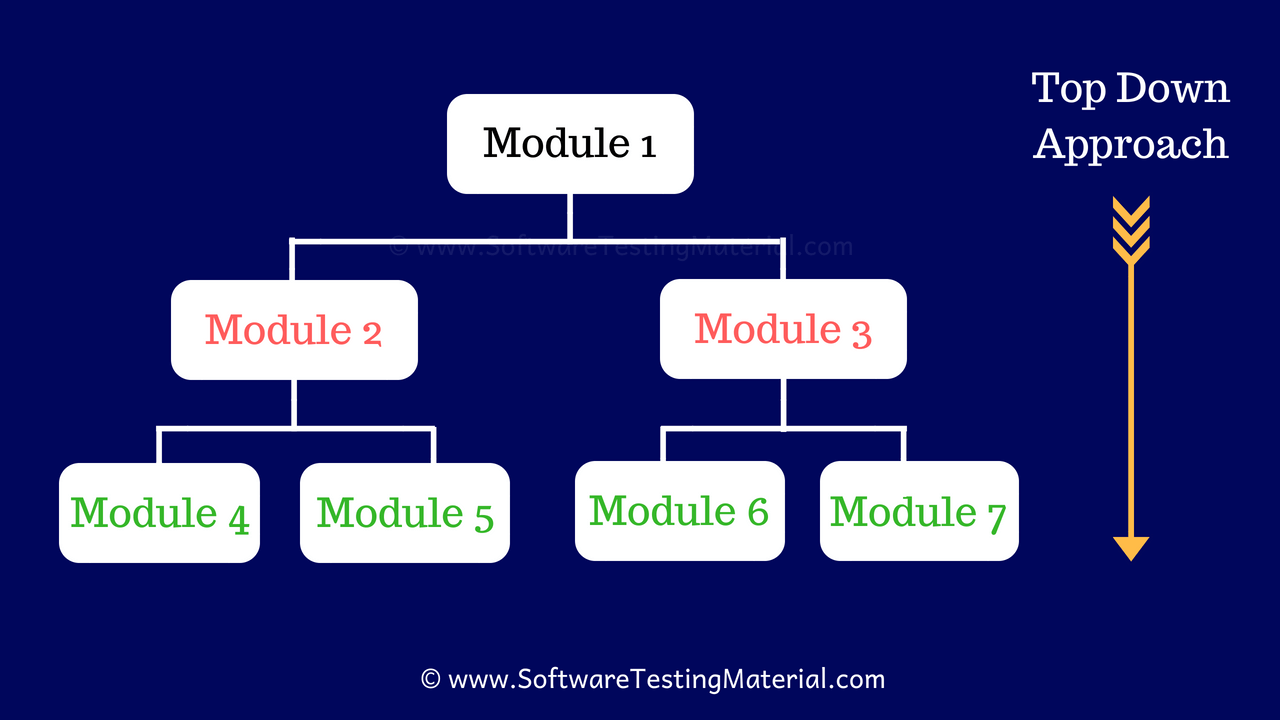 Top Down
Approach
Module 1
© www.SoftwareTestingMaterial.com
Module 2
Module 3
Module 4
Module 5
Module 6
Module 7
© www.SoftwareTestingMaterial.com